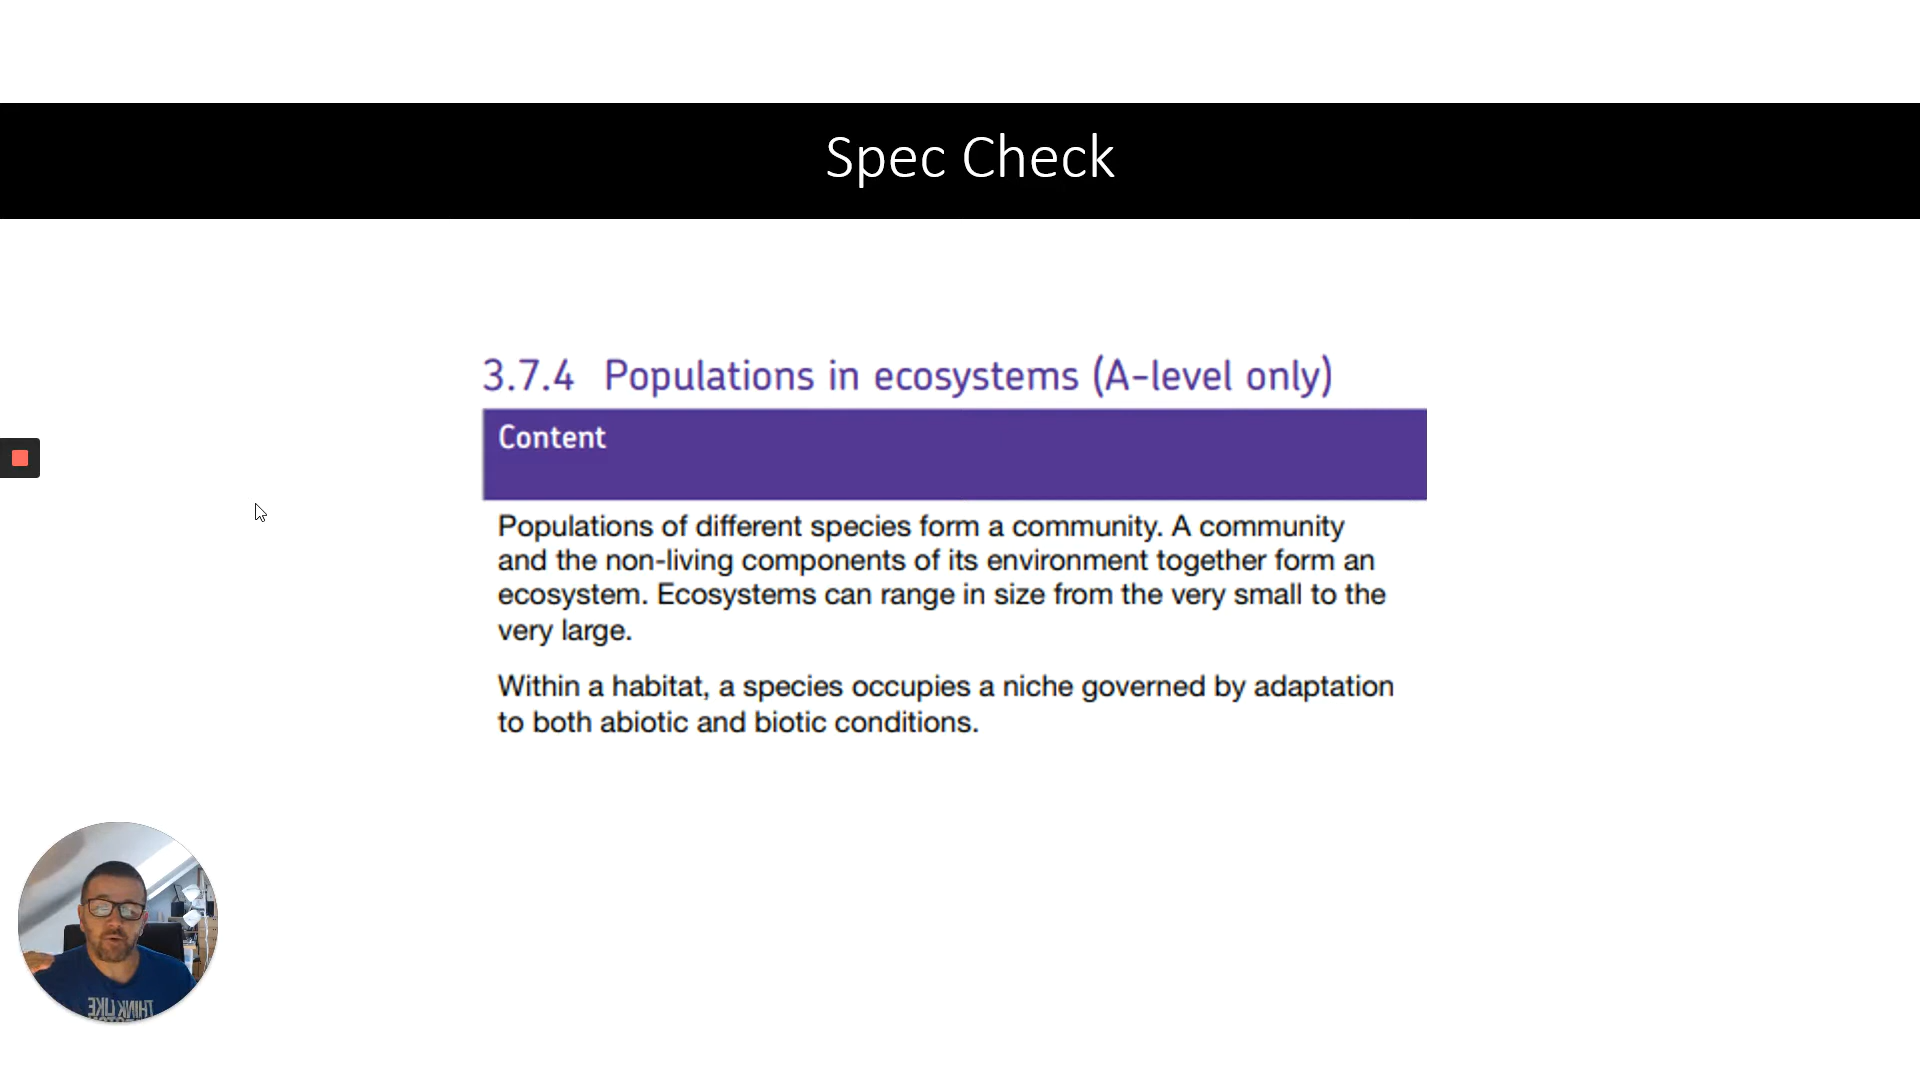 Spec Check
3.7.4 Populations in ecosystems (A-level only)
Content
Populations of different species form a community. A community
and the non-living components of its environment together form an
ecosystem. Ecosystems can range in size from the very small to the
very large.
Within a habitat, a species occupies a niche governed by adaptation
to both abiotic and biotic conditions.
THINK LIKE